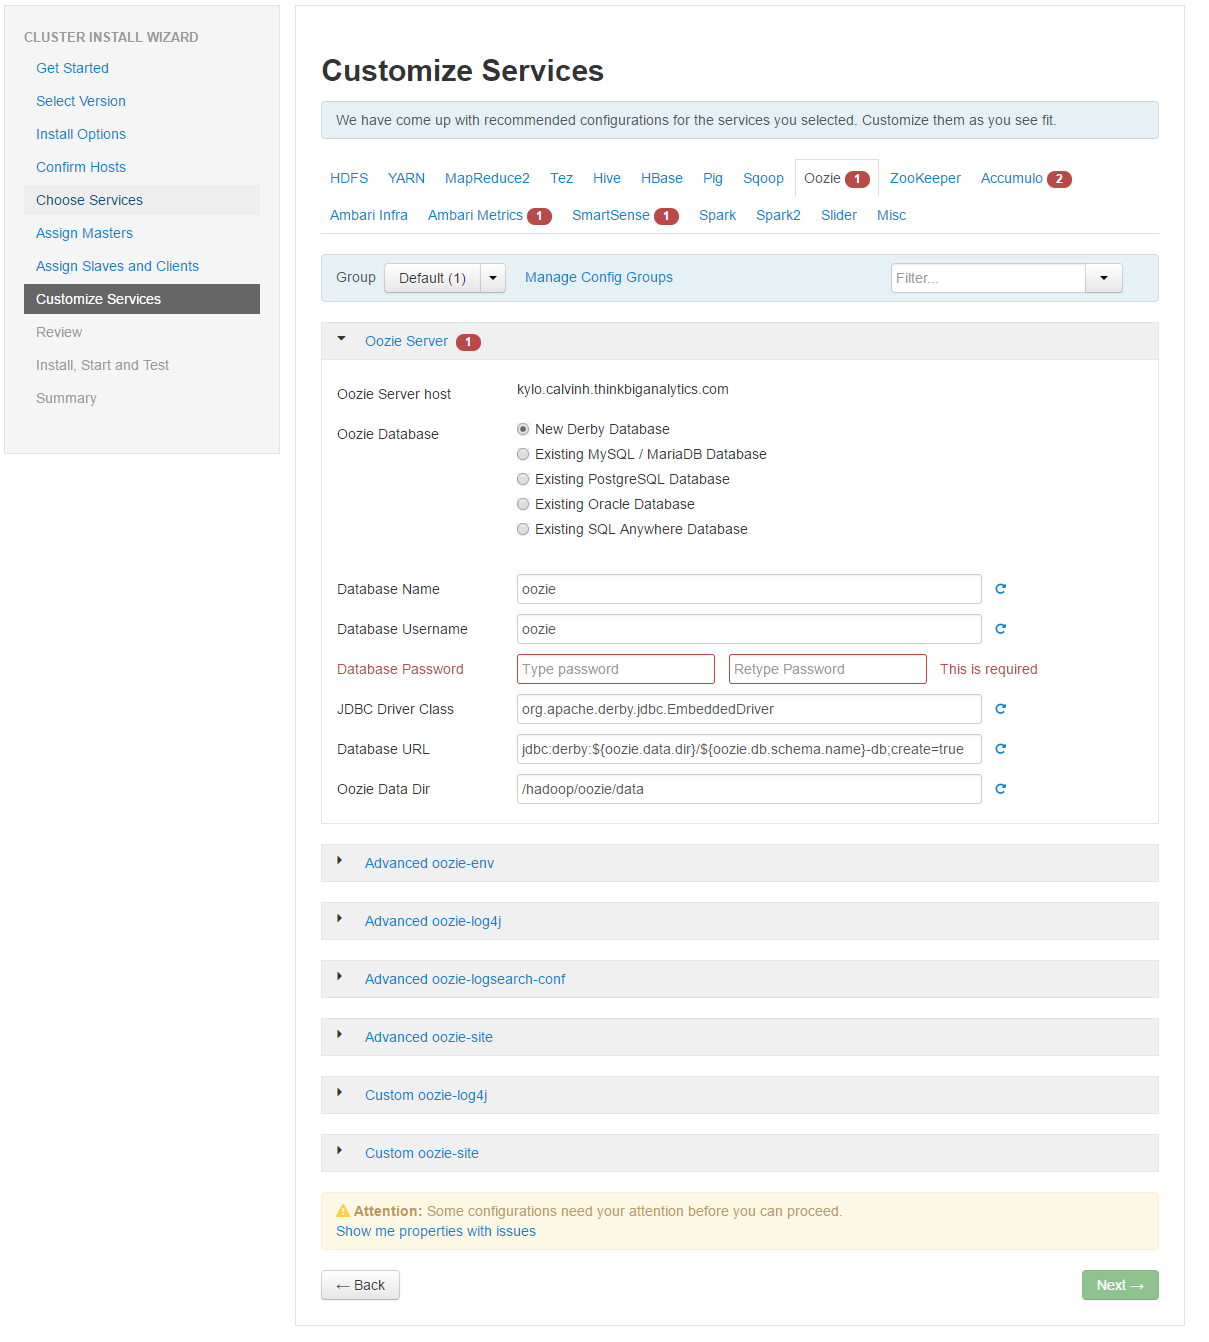 CLUSTER INSTALL WIZARD
Get Started
Select Version
Install Options
Confirm Hosts
Choose Services
Assign Masters
Assign Slaves and Clients
Customize Services
Review
Install, Start and Test
Summary
Customize Services
We have come up with recommended configurations for the services you selected. Customize them as you see fit.
HDFS YARN MapReduce2 Tez Hive HBase Pig Sqoop Oozie 1 ZooKeeper Accumulo 2
Ambari Infra Ambari Metrics 1 SmartSense 1 Spark Spark2 Slider Misc
Group Default (1) Manage Config Groups Filter...
Oozie Server 1
Oozie Server host kylo.calvinh.thinkbiganalytics.com
Oozie Database New Derby Database
Existing MySQL / MariaDB Database
Existing PostgreSQL Database
Existing Oracle Database
Existing SQL Anywhere Database
Database Name oozie
Database Username oozie
Database Password Type password Retype Password This is required
JDBC Driver Class org.apache.derby.jdbc.EmbeddedDriver
Database URL jdbc:derby:${oozie.data.dir}/${oozie.db.schema.name}-db;create=true
Oozie Data Dir /hadoop/oozie/data
Advanced oozie-env
Advanced oozie-log4j
Advanced oozie-logsearch-conf
Advanced oozie-site
Custom oozie-log4j
Custom oozie-site
Attention: Some configurations need your attention before you can proceed.
Show me properties with issues
← Back Next →